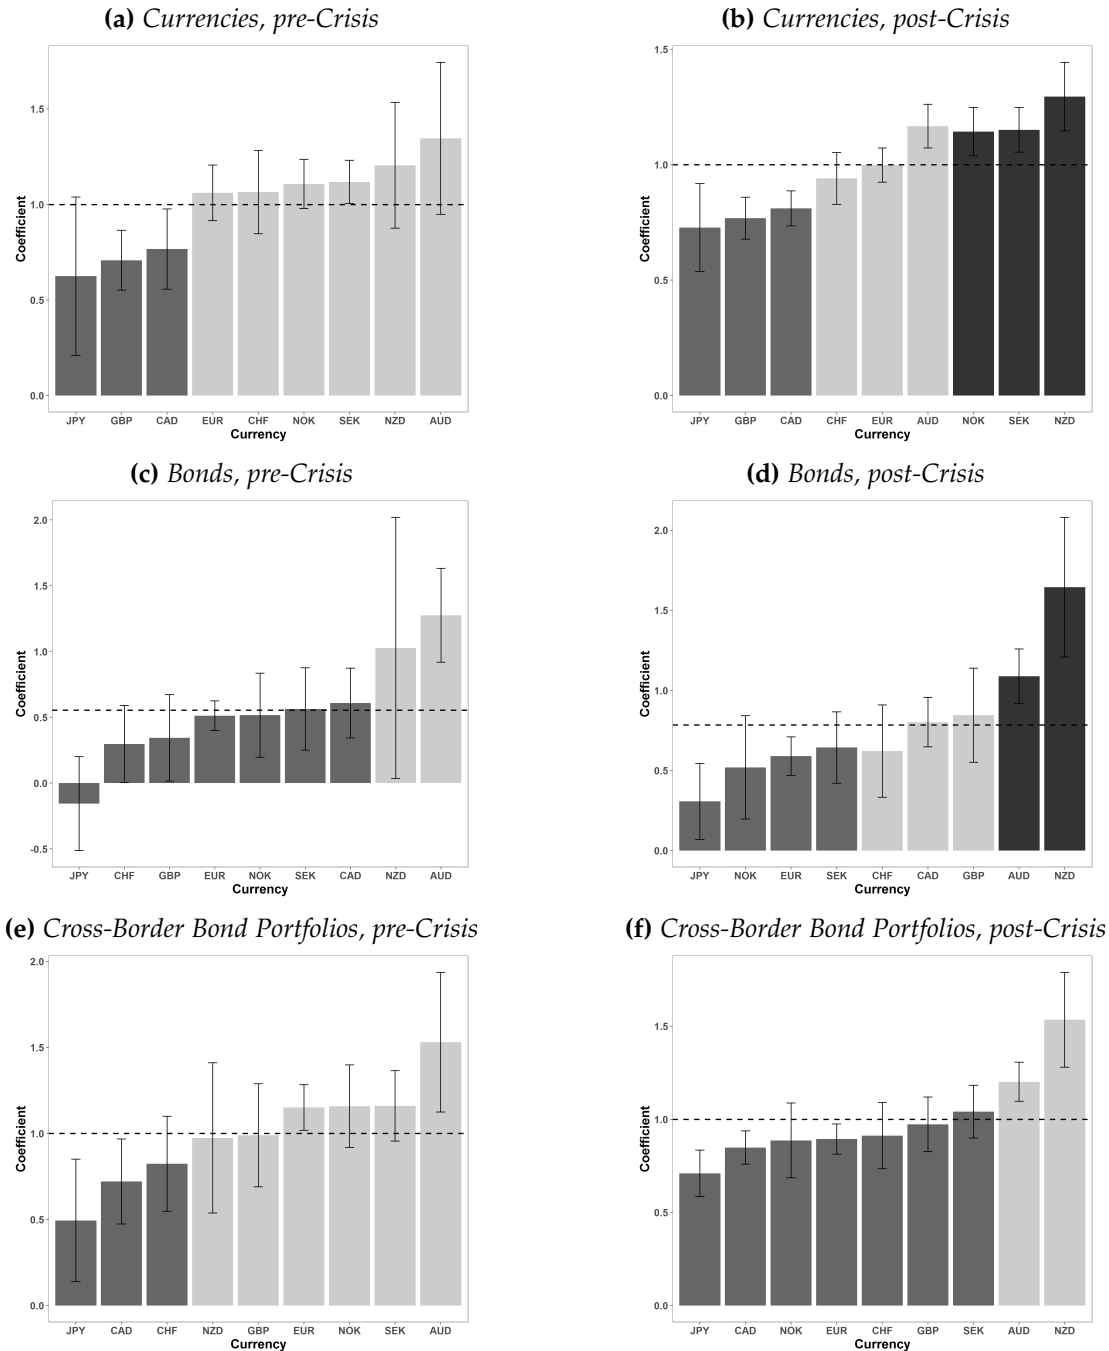 (a) Currencies, pre-Crisis
1.5
1.0
0.5
0.0
Coefficient
JPY GBP CAD EUR CHF NOK SEK NZD AUD
Currency
(b) Currencies, post-Crisis
1.5
1.0
0.5
0.0
Coefficient
JPY GBP CAD CHF EUR AUD NOK SEK NZD
Currency
(c) Bonds, pre-Crisis
2.0
1.5
1.0
0.5
0.0
-0.5
Coefficient
JPY CHF GBP EUR NOK SEK CAD NZD AUD
Currency
(d) Bonds, post-Crisis
2.0
1.5
1.0
0.5
0.0
Coefficient
JPY NOK EUR SEK CHF CAD GBP AUD NZD
Currency
(e) Cross-Border Bond Portfolios, pre-Crisis
2.0
1.5
1.0
0.5
0.0
Coefficient
JPY CAD CHF NZD GBP EUR NOK SEK AUD
Currency
(f) Cross-Border Bond Portfolios, post-Crisis
1.5
1.0
0.5
0.0
Coefficient
JPY CAD NOK EUR CHF GBP SEK AUD NZD
Currency